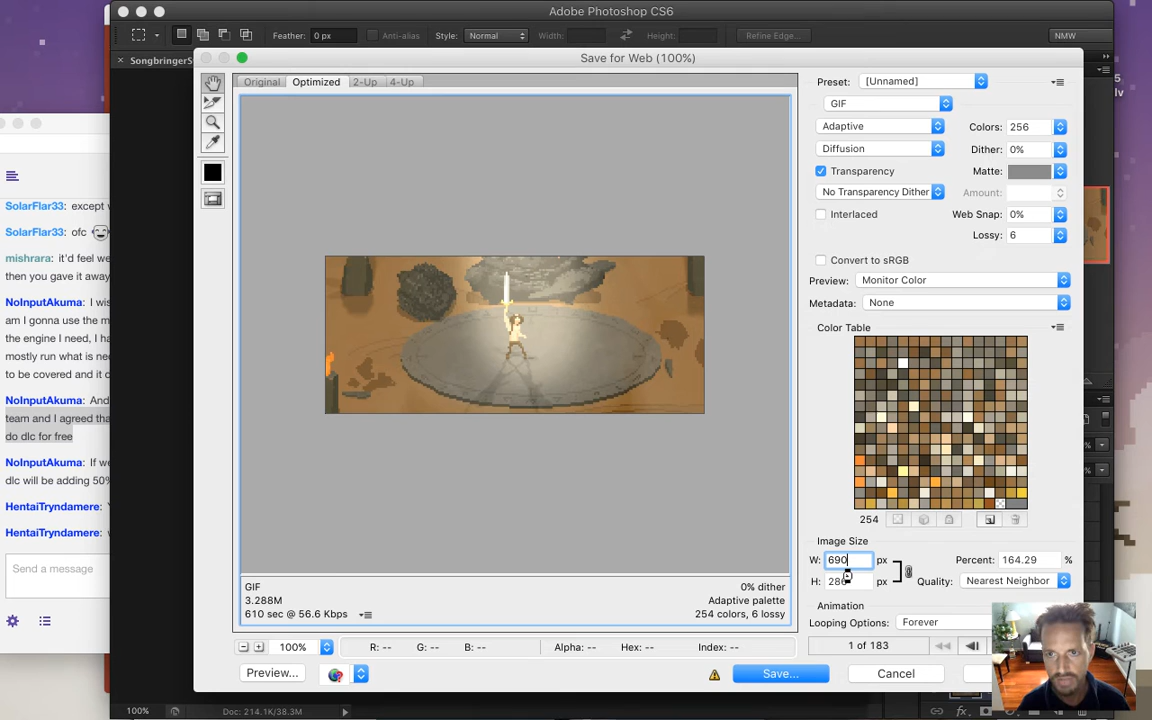 Adobe Photoshop CS6
Feather: 0 px
Anti-alias
Style: Normal
Width:
Height:
Refine Edge...
NMW
Save for Web (100%)
Original
Optimized
2-Up
4-Up
Preset: [Unnamed]
GIF
Adaptive
Colors: 256
Diffusion
Dither: 0%
Transparency
Matte:
No Transparency Dither
Amount:
Interlaced
Web Snap: 0%
Lossy: 6
Convert to sRGB
Preview: Monitor Color
Metadata: None
Color Table
254
Image Size
W: 690 px
Percent: 164.29 %
H: px
Quality: Nearest Neighbor
Animation
Looping Options: Forever
1 of 183
GIF
3.288M
610 sec @ 56.6 Kbps
0% dither
Adaptive palette
254 colors, 6 lossy
100%
R: --
G: --
B: --
Alpha: --
Hex: --
Index: --
Preview...
Save...
Cancel
100%
Doc: 214.1K/38.3M
SolarFlar33: except
SolarFlar33: ofc
mishrara: it'd feel we
then you gave it away
NoInputAkuma: I wis
am I gonna use the m
the engine I need, I ha
mostly run what is nee
to be covered and it c
NoInputAkuma: And
team and I agreed tha
do dlc for free
NoInputAkuma: If we
dlc will be adding 50%
HentaiTryndamere:
HentaiTryndamere:
Send a message